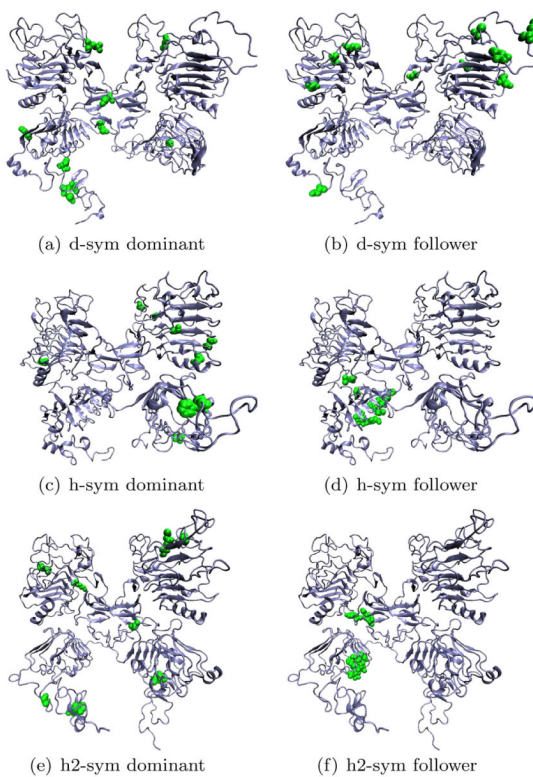 (a) d-sym dominant
(b) d-sym follower
(c) h-sym dominant
(d) h-sym follower
(e) h2-sym dominant
(f) h2-sym follower